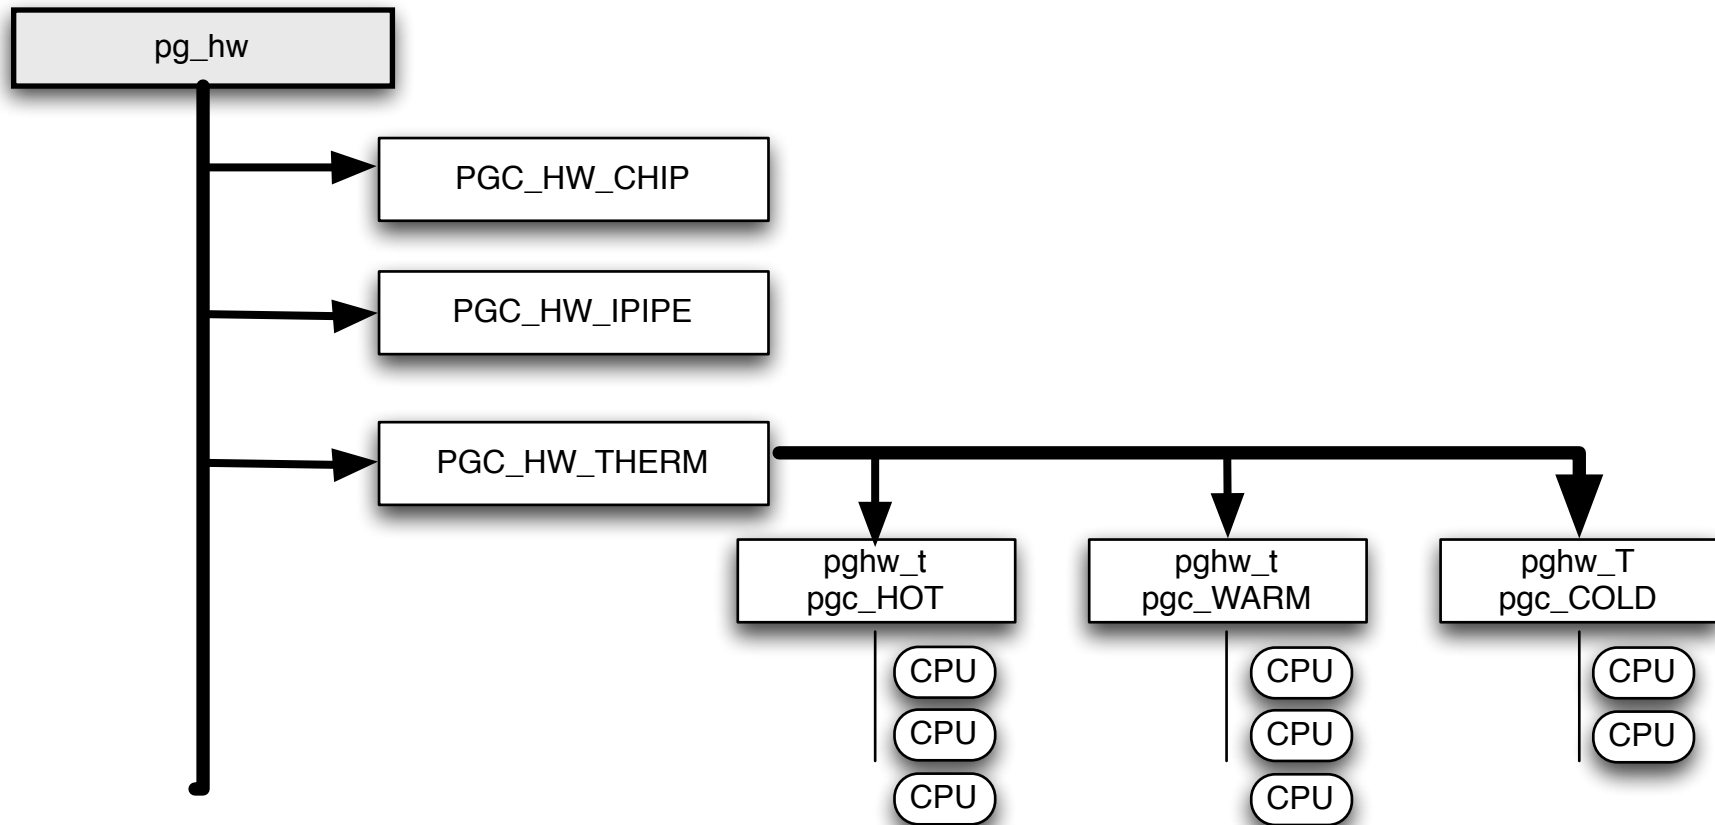 pg_hw
PGC_HW_CHIP
PGC_HW_IPIPE
PGC_HW_THERM
pghw_t
pgc_HOT
pghw_t
pgc_WARM
pghw_T
pgc_COLD
CPU
CPU
CPU
CPU
CPU
CPU
CPU
CPU